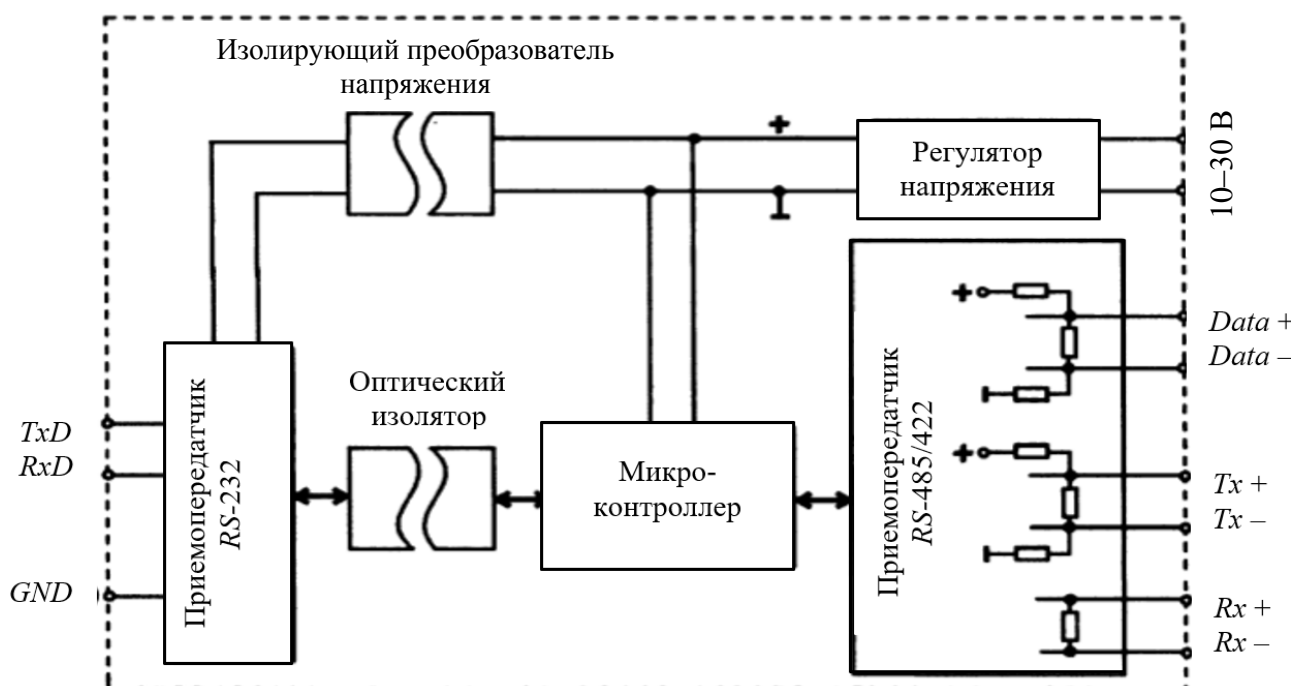 Изолирующий преобразователь
напряжения
Регулятор
напряжения
10–30 В
Data +
Data –
Оптический
изолятор
TxD
RxD
GND
Приемопередатчик
RS-232
Микро-
контроллер
Приемопередатчик
RS-485/422
Tx +
Tx –
Rx +
Rx –